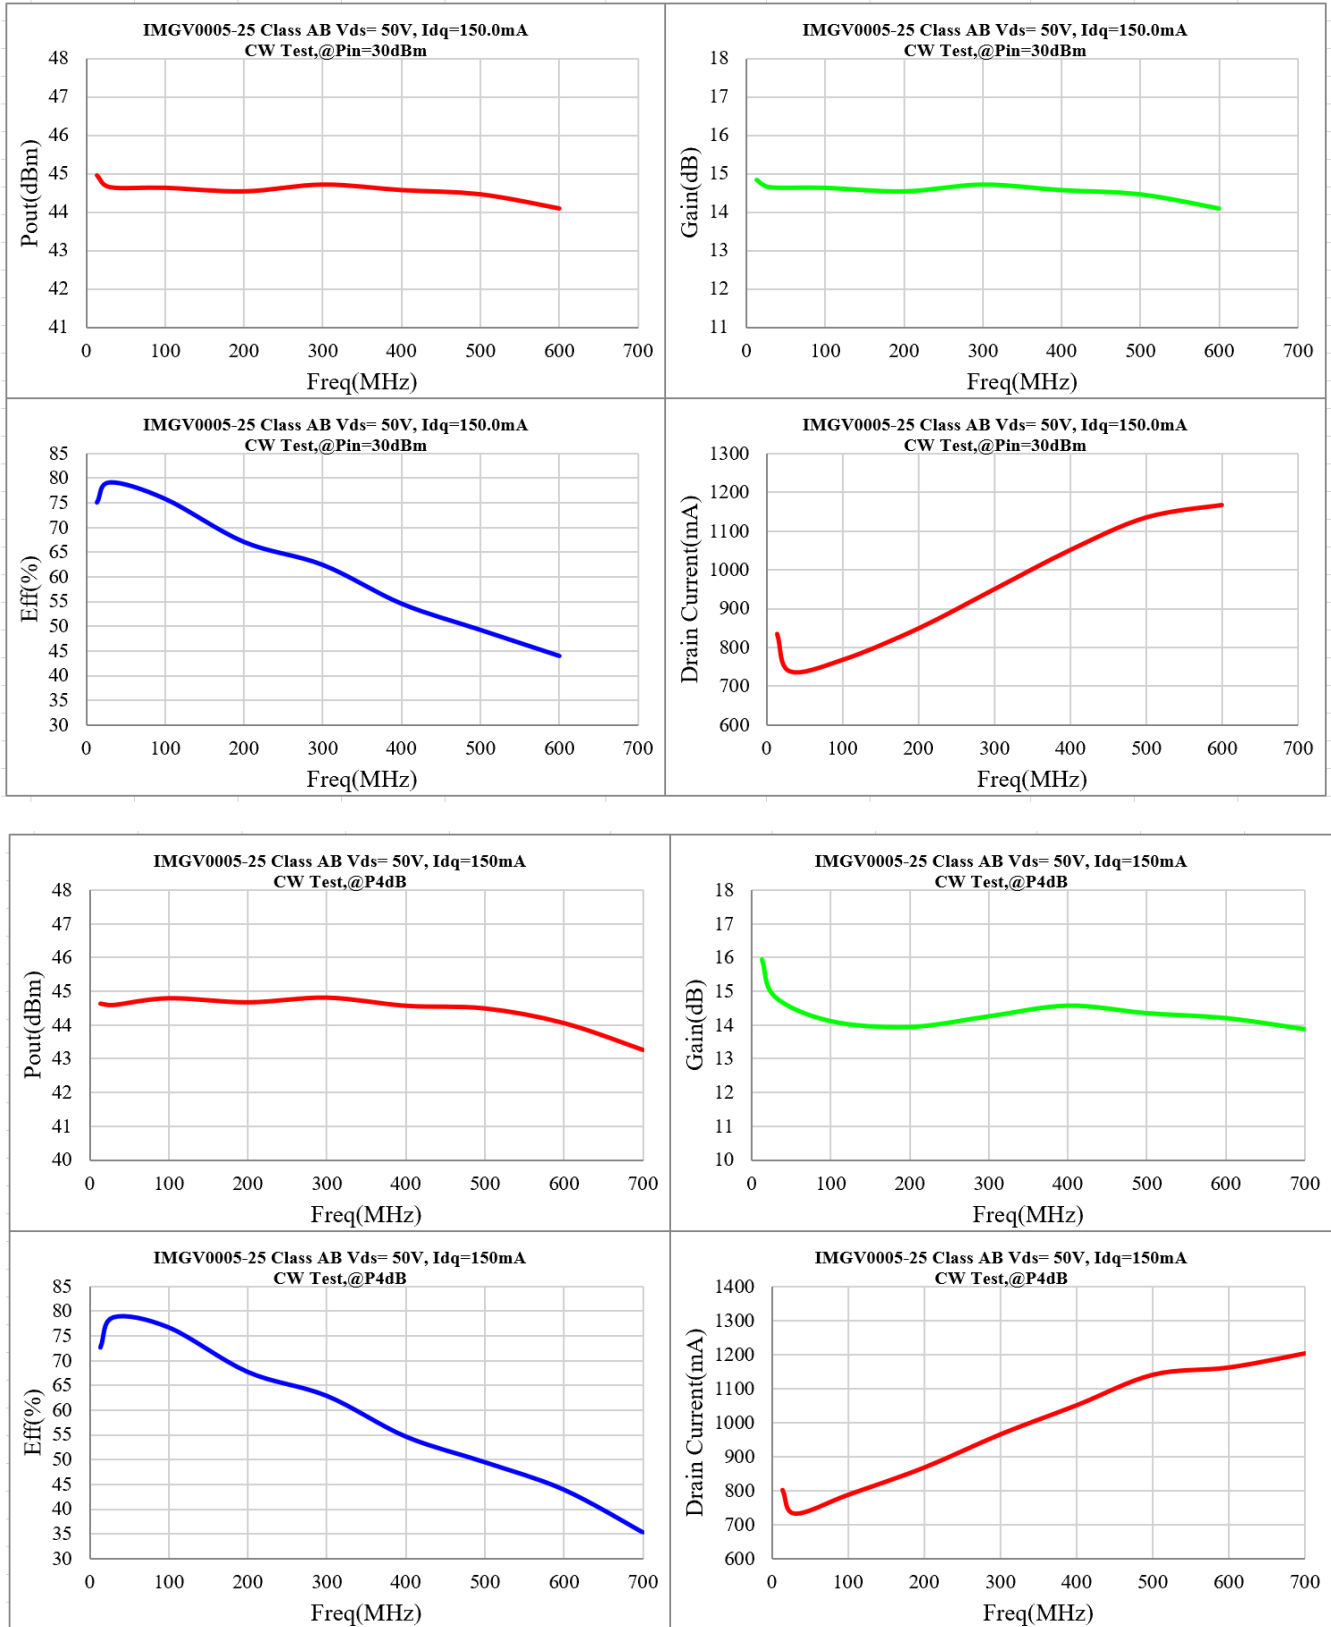 IMGV0005-25 Class AB Vds= 50V, Idq=150.0mA
CW Test,@Pin=30dBm
48
47
46
45
44
43
42
41
Pout(dBm)
0 100 200 300 400 500 600 700
Freq(MHz)
IMGV0005-25 Class AB Vds= 50V, Idq=150.0mA
CW Test,@Pin=30dBm
18
17
16
15
14
13
12
11
Gain(dB)
0 100 200 300 400 500 600 700
Freq(MHz)
IMGV0005-25 Class AB Vds= 50V, Idq=150.0mA
CW Test,@Pin=30dBm
85
80
75
70
65
60
55
50
45
40
35
30
Eff(%)
0 100 200 300 400 500 600 700
Freq(MHz)
IMGV0005-25 Class AB Vds= 50V, Idq=150.0mA
CW Test,@Pin=30dBm
1300
1200
1100
1000
900
800
700
600
Drain Current(mA)
0 100 200 300 400 500 600 700
Freq(MHz)
IMGV0005-25 Class AB Vds= 50V, Idq=150mA
CW Test,@P4dB
48
47
46
45
44
43
42
41
40
Pout(dBm)
0 100 200 300 400 500 600 700
Freq(MHz)
IMGV0005-25 Class AB Vds= 50V, Idq=150mA
CW Test,@P4dB
18
17
16
15
14
13
12
11
10
Gain(dB)
0 100 200 300 400 500 600 700
Freq(MHz)
IMGV0005-25 Class AB Vds= 50V, Idq=150mA
CW Test,@P4dB
85
80
75
70
65
60
55
50
45
40
35
30
Eff(%)
0 100 200 300 400 500 600 700
Freq(MHz)
IMGV0005-25 Class AB Vds= 50V, Idq=150mA
CW Test,@P4dB
1400
1300
1200
1100
1000
900
800
700
600
Drain Current(mA)
0 100 200 300 400 500 600 700
Freq(MHz)